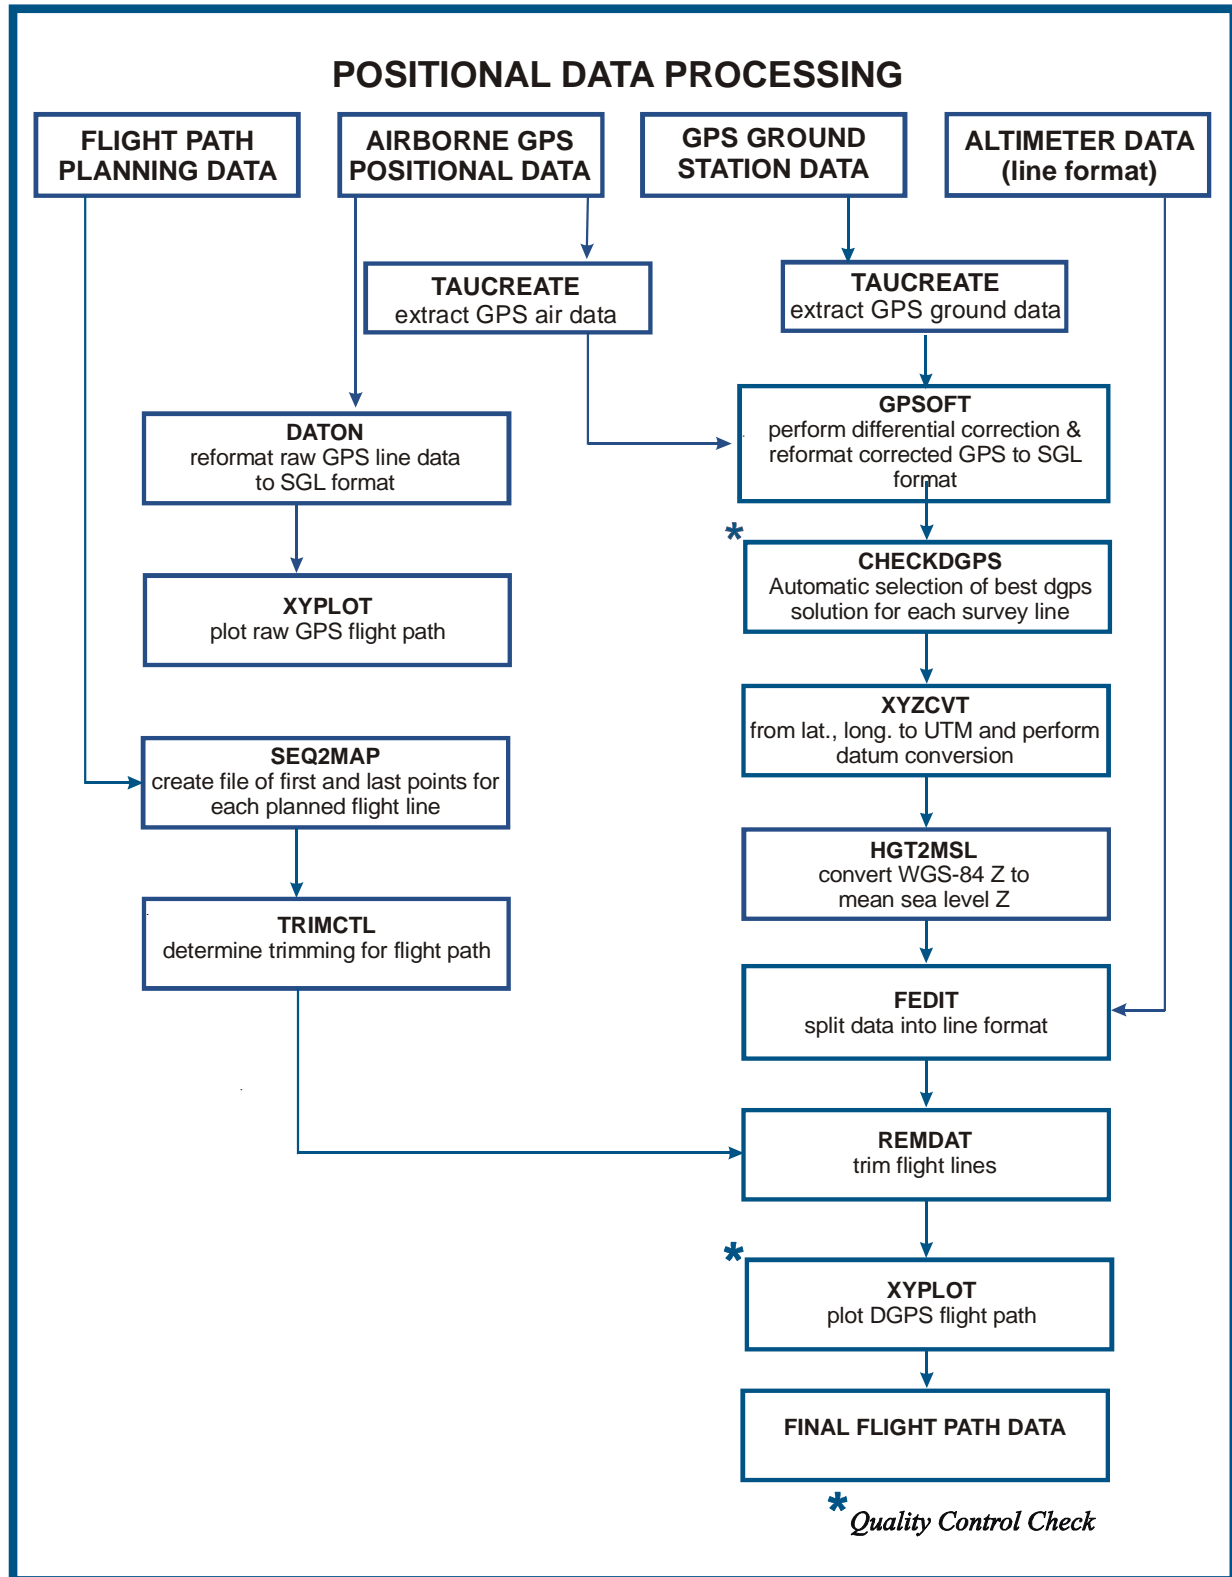 POSITIONAL DATA PROCESSING
FLIGHT PATH
PLANNING DATA
AIRBORNE GPS
POSITIONAL DATA
GPS GROUND
STATION DATA
ALTIMETER DATA
(line format)
TAUCREATE
extract GPS air data
TAUCREATE
extract GPS ground data
DATON
reformat raw GPS line data
to SGL format
GPSOFT
perform differential correction &
reformat corrected GPS to SGL
format
*
CHECKDGPS
Automatic selection of best dgps
solution for each survey line
XYPLOT
plot raw GPS flight path
XYZCVT
from lat., long. to UTM and perform
datum conversion
SEQ2MAP
create file of first and last points for
each planned flight line
HGT2MSL
convert WGS-84 Z to
mean sea level Z
TRIMCTL
determine trimming for flight path
FEDIT
split data into line format
REMDAT
trim flight lines
*
XYPLOT
plot DGPS flight path
FINAL FLIGHT PATH DATA
*Quality Control Check